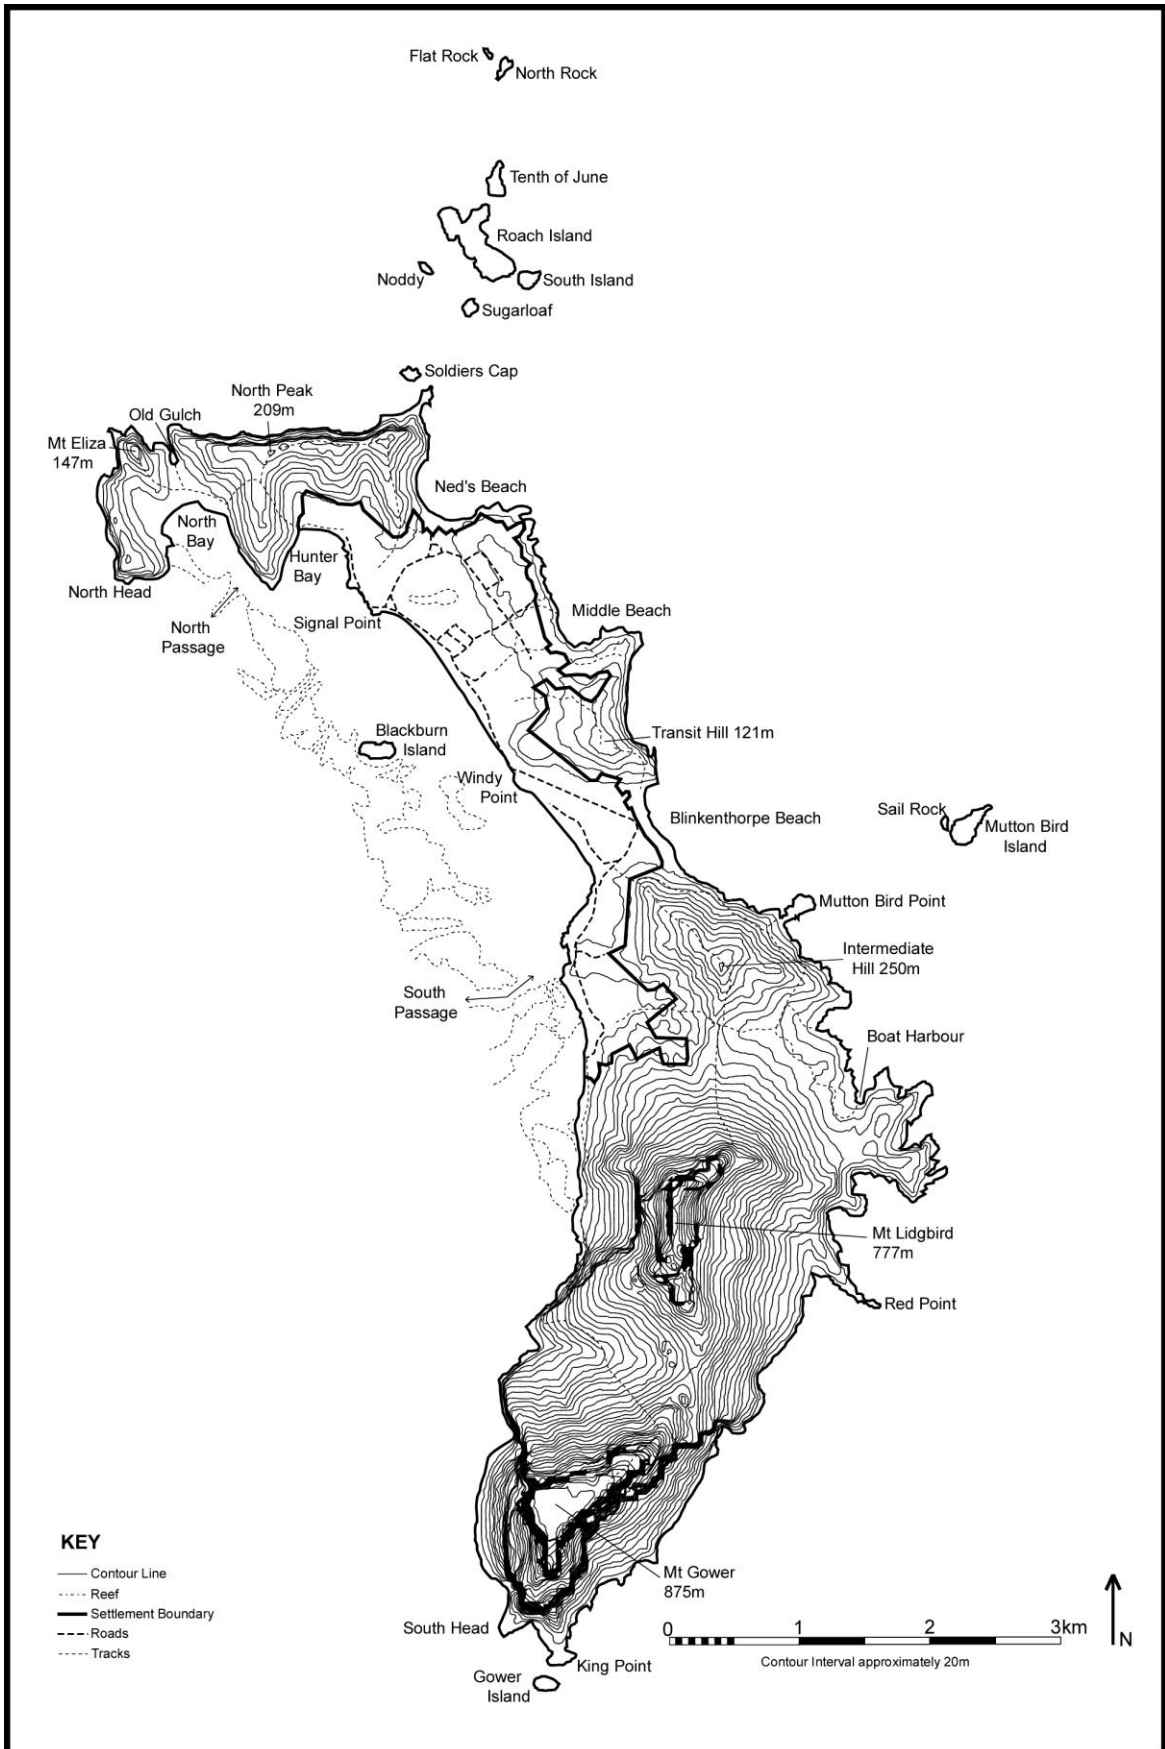 Flat Rock
North Rock
Tenth of June
Roach Island
Noddy
South Island
Sugarloaf
Soldiers Cap
North Peak
209m
Old Gulch
Mt Eliza
147m
Ned's Beach
North
Bay
Hunter
Bay
North Head
Middle Beach
Signal Point
North
Passage
Transit Hill 121m
Blackburn
Island
Windy
Point
Sail Rock
Blinkenthorpe Beach
Mutton Bird
Island
Mutton Bird Point
Intermediate
Hill 250m
South
Passage
Boat Harbour
Mt Lidgbird
777m
Red Point
KEY
Contour Line
Reef
Settlement Boundary
Roads
Tracks
Mt Gower
875m
South Head
0 1 2 3km
N
Contour Interval approximately 20m
King Point
Gower
Island